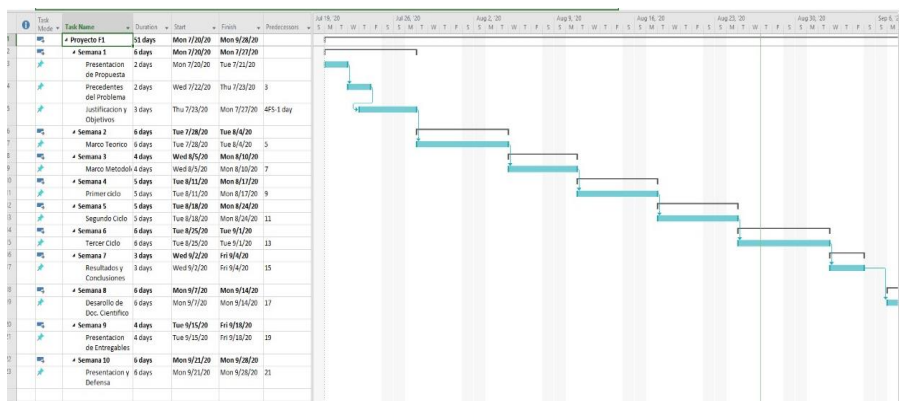 Jul 19, '20 Jul 26, '20 Aug 2, '20 Aug 9, '20 Aug 16, '20 Aug 23, '20 Aug 30, '20 Sep 6, '2
Task Mode Task Name Duration Start Finish Predecessors
S M T W T F S S M T W T F S S M T W T F S S M T W T F S S M T W T F S S M T W T F S S M T W T F S S M
1 Proyecto F1 51 days Mon 7/20/20 Mon 9/28/20
2 Semana 1 6 days Mon 7/20/20 Mon 7/27/20
3 Presentacion 2 days Mon 7/20/20 Tue 7/21/20
de Propuesta
4 Precedentes 2 days Wed 7/22/20 Thu 7/23/20 3
del Problema
5 Justificacion y 3 days Thu 7/23/20 Mon 7/27/20 4FS-1 day
Objetivos
6 Semana 2 6 days Tue 7/28/20 Tue 8/4/20
7 Marco Teorico 6 days Tue 7/28/20 Tue 8/4/20 5
8 Semana 3 4 days Wed 8/5/20 Mon 8/10/20
9 Marco Metodolo 4 days Wed 8/5/20 Mon 8/10/20 7
0 Semana 4 5 days Tue 8/11/20 Mon 8/17/20
1 Primer ciclo 5 days Tue 8/11/20 Mon 8/17/20 9
2 Semana 5 5 days Tue 8/18/20 Mon 8/24/20
3 Segundo Ciclo 5 days Tue 8/18/20 Mon 8/24/20 11
4 Semana 6 6 days Tue 8/25/20 Tue 9/1/20
5 Tercer Ciclo 6 days Tue 8/25/20 Tue 9/1/20 13
6 Semana 7 3 days Wed 9/2/20 Fri 9/4/20
7 Resultados y 3 days Wed 9/2/20 Fri 9/4/20 15
Conclusiones
8 Semana 8 6 days Mon 9/7/20 Mon 9/14/20
9 Desarollo de 6 days Mon 9/7/20 Mon 9/14/20 17
Doc. Cientifico
0 Semana 9 4 days Tue 9/15/20 Fri 9/18/20
1 Presentacion 4 days Tue 9/15/20 Fri 9/18/20 19
de Entregables
2 Semana 10 6 days Mon 9/21/20 Mon 9/28/20
3 Presentacion y 6 days Mon 9/21/20 Mon 9/28/20 21
Defensa